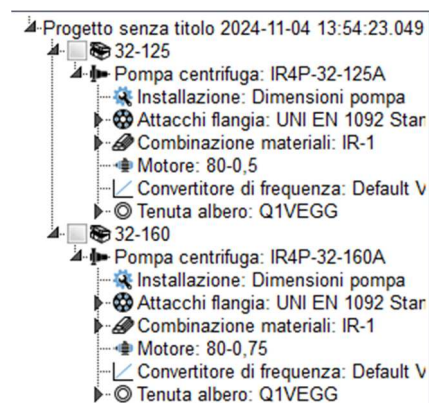 Progetto senza titolo 2024-11-04 13:54:23.049
32-125
Pompa centrifuga: IR4P-32-125A
Installazione: Dimensioni pompa
Attacchi flangia: UNI EN 1092 Stan
Combinazione materiali: IR-1
Motore: 80-0,5
Convertitore di frequenza: Default V
Tenuta albero: Q1VEGG
32-160
Pompa centrifuga: IR4P-32-160A
Installazione: Dimensioni pompa
Attacchi flangia: UNI EN 1092 Stan
Combinazione materiali: IR-1
Motore: 80-0,75
Convertitore di frequenza: Default V
Tenuta albero: Q1VEGG